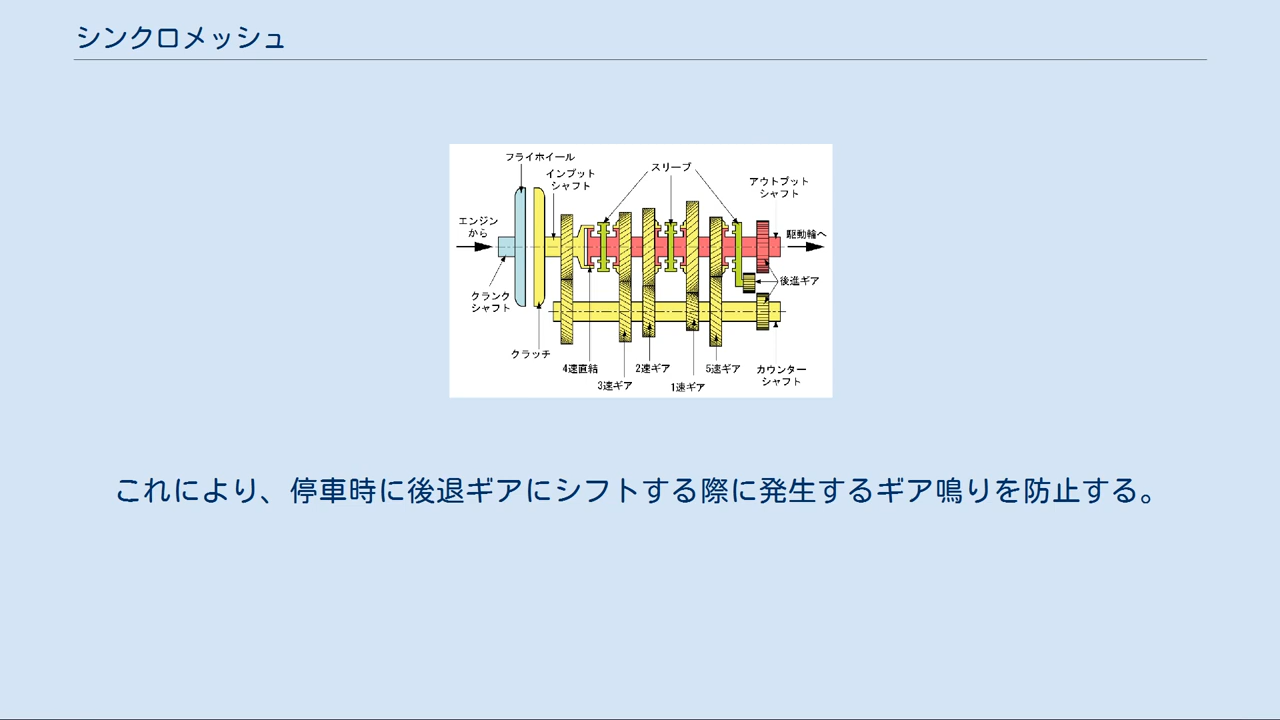 シンクロメッシュ
フライホイール
インプット
シャフト
スリーブ
アウトプット
シャフト
エンジン
から
駆動輪へ
後進ギア
クランク
シャフト
クラッチ
4速直結
3速ギア
2速ギア
1速ギア
5速ギア
カウンター
シャフト
これにより、停車時に後退ギアにシフトする際に発生するギア鳴りを防止する。